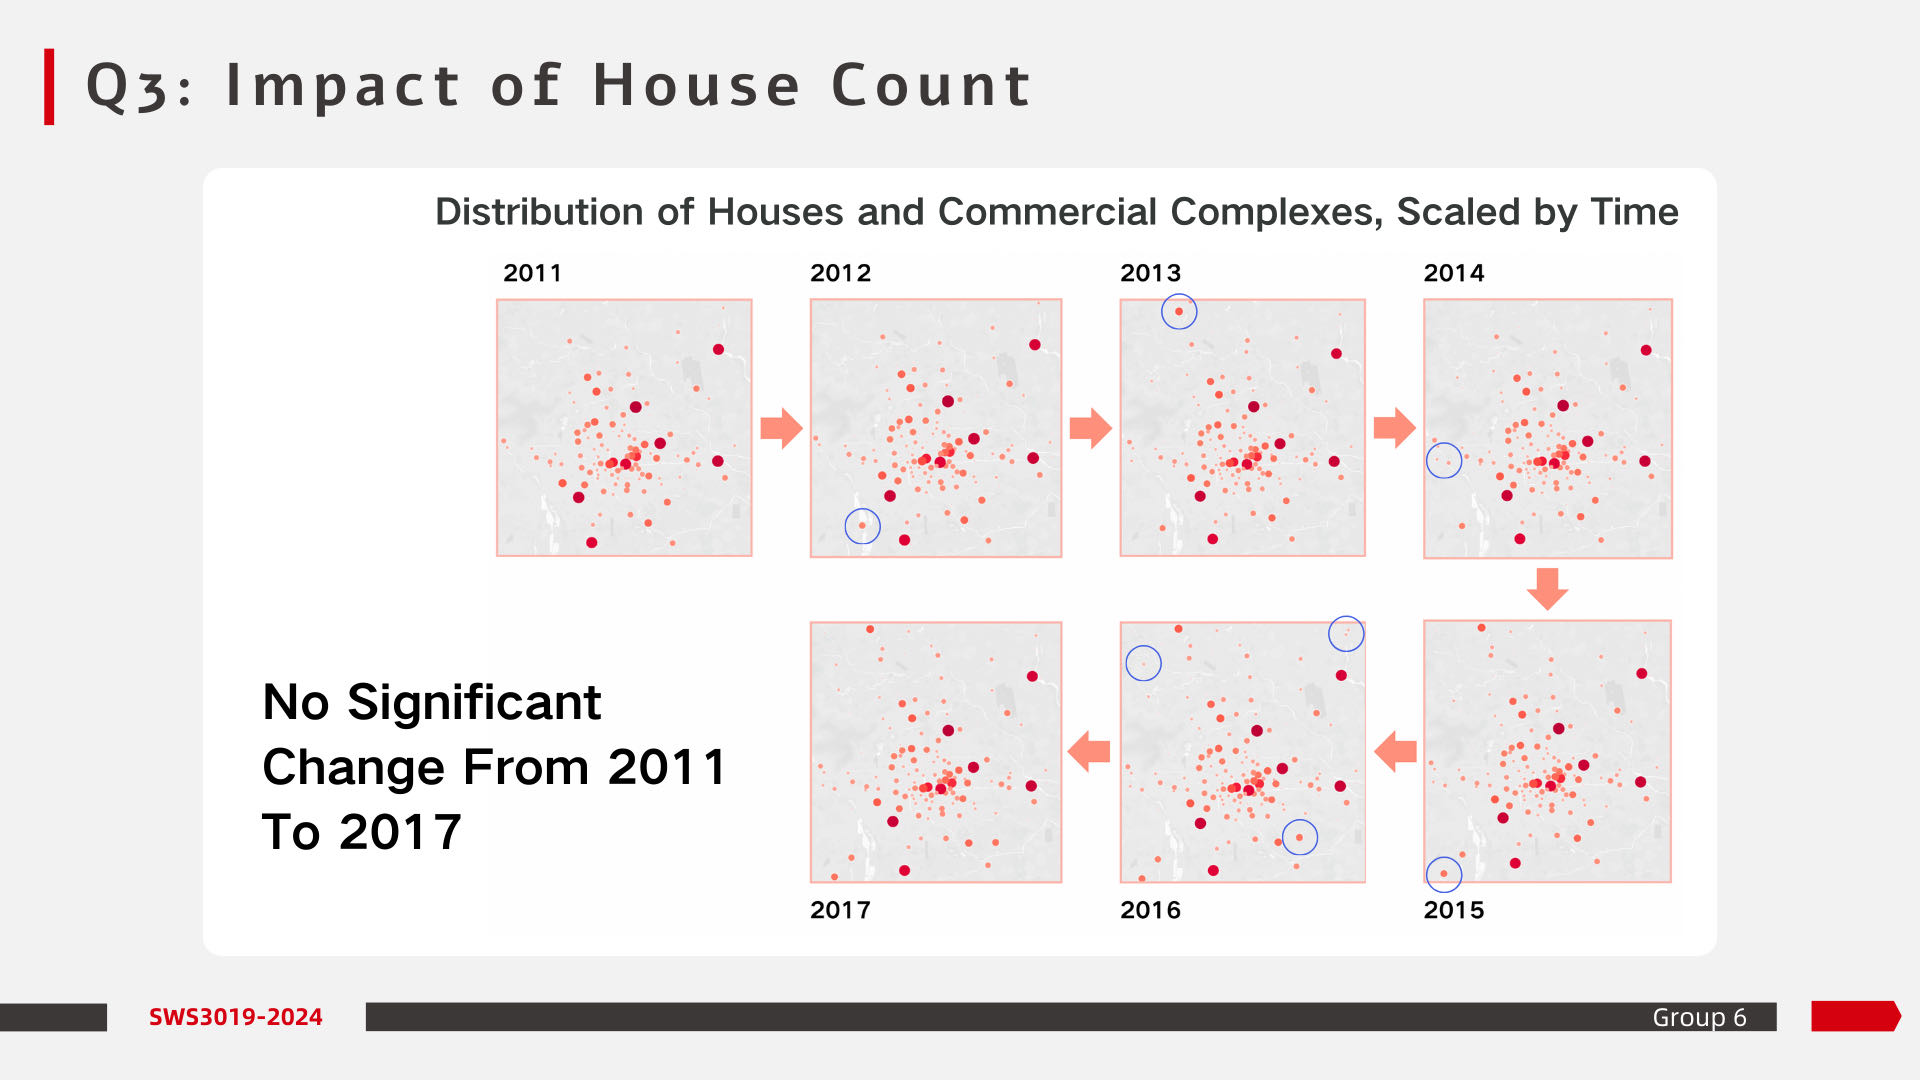 Q3: Impact of House Count
Distribution of Houses and Commercial Complexes, Scaled by Time
2011
2012
2013
2014
No Significant
Change From 2011
To 2017
2017
2016
2015
SWS3019-2024
Group 6